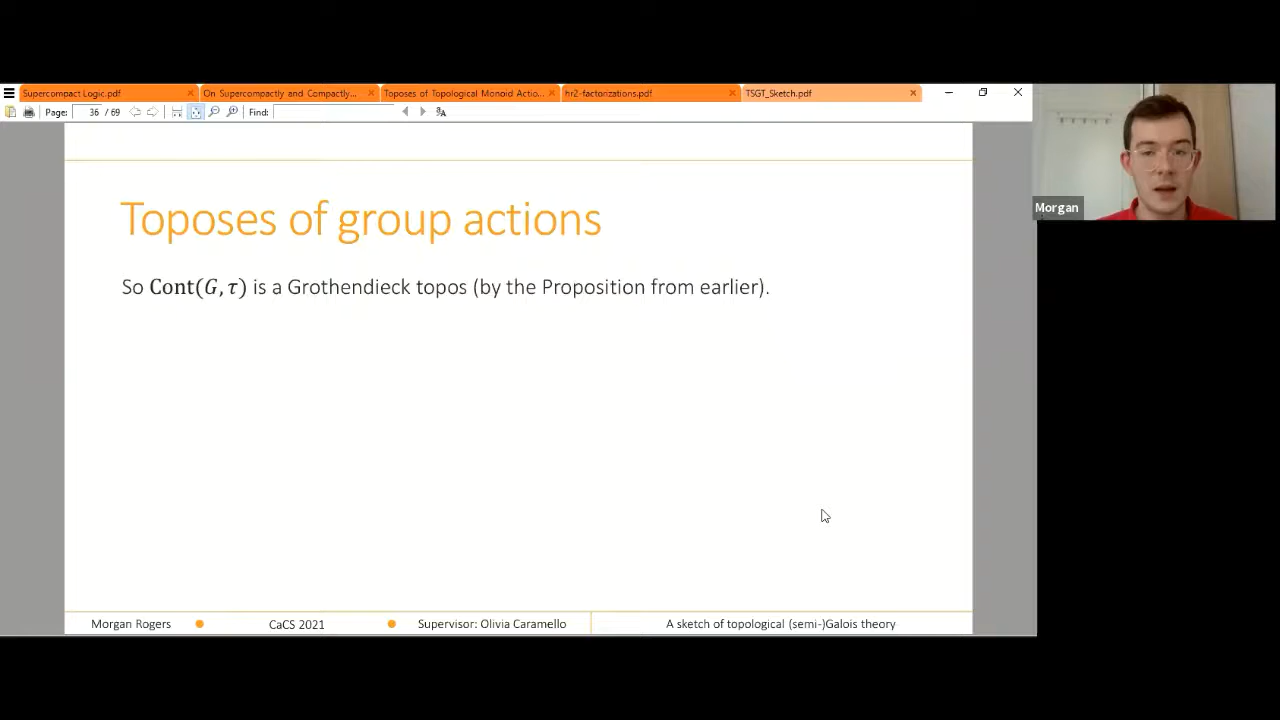 Supercompact Logic.pdf
On Supercompactly and Compactly...
Toposes of Topological Monoid Actio...
hr2-factorizations.pdf
TSGT_Sketch.pdf
Page: 36 / 69 Find:
Morgan
Toposes of group actions
So Cont(G, τ) is a Grothendieck topos (by the Proposition from earlier).
Morgan Rogers
CaCS 2021
Supervisor: Olivia Caramello
A sketch of topological (semi-)Galois theory